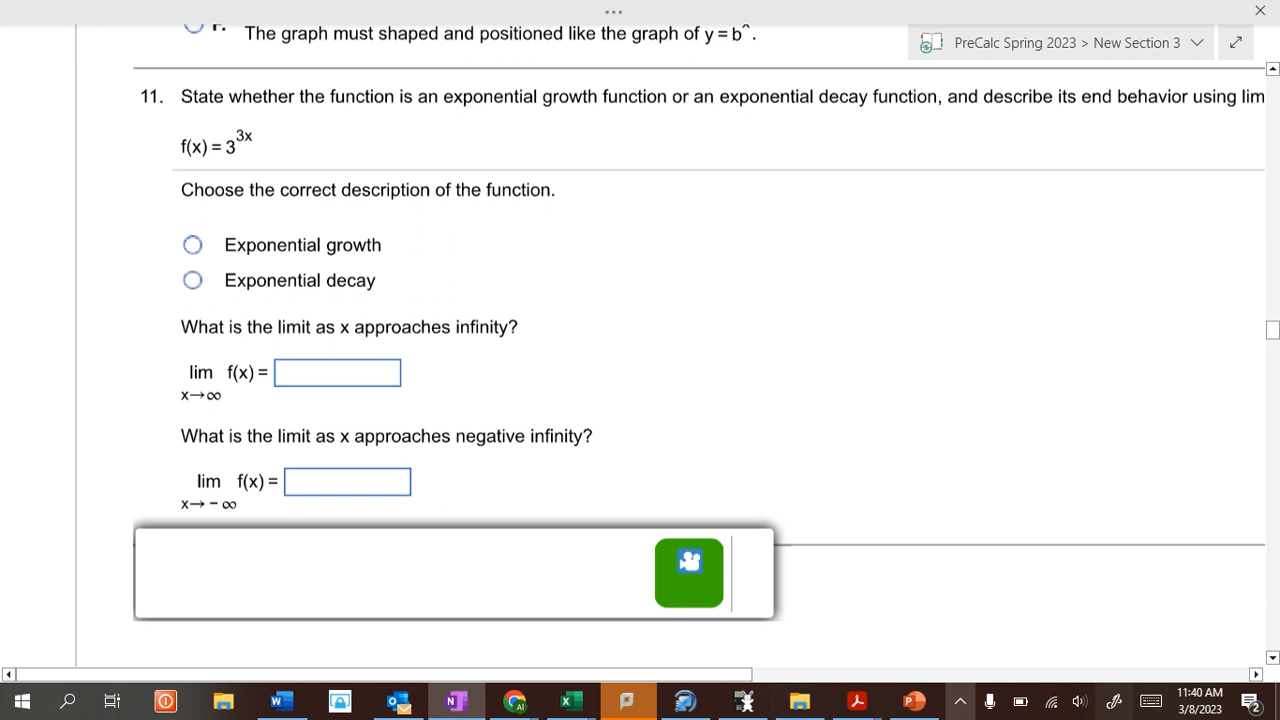 The graph must shaped and positioned like the graph of y = b^x.
PreCalc Spring 2023 > New Section 3
11. State whether the function is an exponential growth function or an exponential decay function, and describe its end behavior using lim
f(x) = 3^3x
Choose the correct description of the function.
Exponential growth
Exponential decay
What is the limit as x approaches infinity?
lim f(x) =
x→∞
What is the limit as x approaches negative infinity?
lim f(x) =
x→ - ∞
11:40 AM
3/8/2023
2